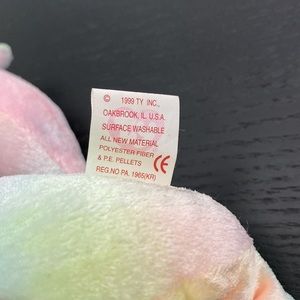 © 1999 TY INC.,
OAKBROOK, IL. U.S.A.
SURFACE WASHABLE
ALL NEW MATERIAL
POLYESTER FIBER
& P.E. PELLETS CE
REG.NO PA. 1965(KR)